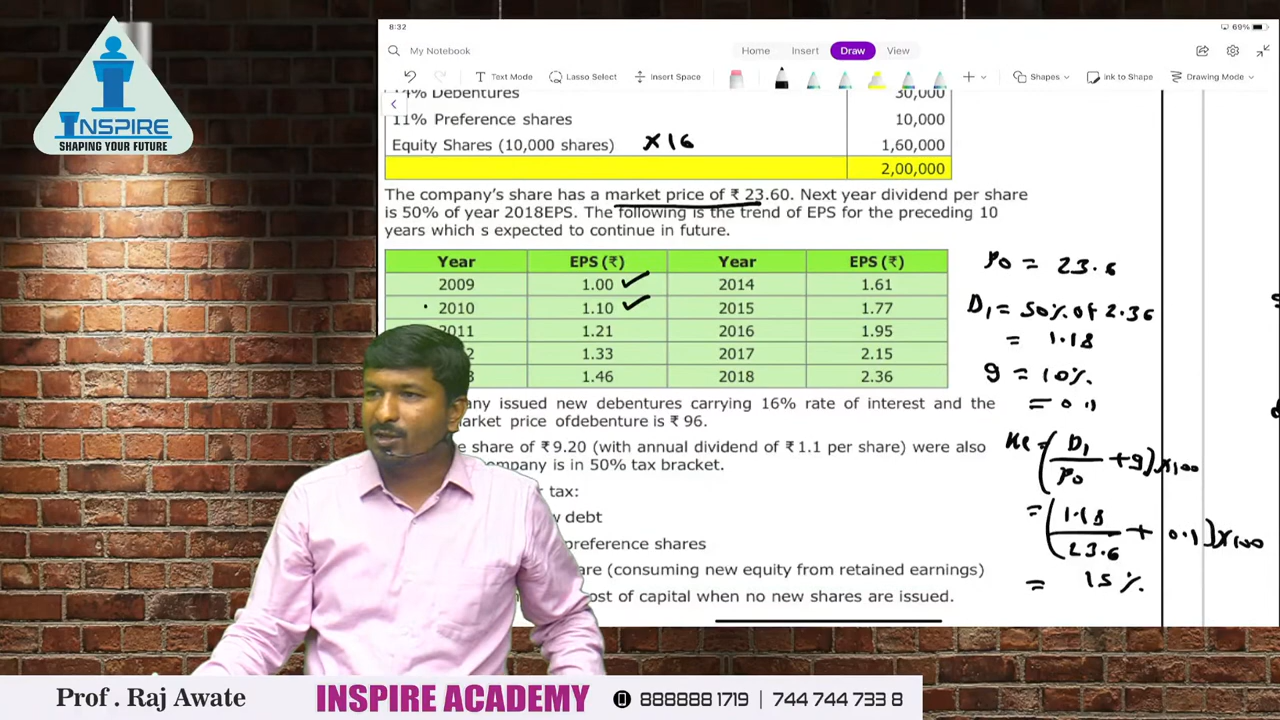 INSPIRE
SHAPING YOUR FUTURE
8:32
69%
My Notebook
Home Insert Draw View
Text Mode Lasso Select Insert Space Shapes Ink to Shape Drawing Mode
14% Debentures 30,000
11% Preference shares 10,000
Equity Shares (10,000 shares) x 16 1,60,000
2,00,000
The company's share has a market price of ₹ 23.60. Next year dividend per share
is 50% of year 2018EPS. The following is the trend of EPS for the preceding 10
years which s expected to continue in future.
Year EPS (₹) Year EPS (₹)
2009 1.00 2014 1.61
2010 1.10 2015 1.77
2011 1.21 2016 1.95
2 1.33 2017 2.15
3 1.46 2018 2.36
any issued new debentures carrying 16% rate of interest and the
market price ofdebenture is ₹ 96.
e share of ₹ 9.20 (with annual dividend of ₹ 1.1 per share) were also
ompany is in 50% tax bracket.
r tax:
w debt
preference shares
are (consuming new equity from retained earnings)
ost of capital when no new shares are issued.
P0 = 23.6
D1 = 50% of 2.36
= 1.18
g = 10%
= 0.1
Ke = (D1/P0 + g) x 100
= (1.18/23.6 + 0.1) x 100
= 15%
Prof . Raj Awate
INSPIRE ACADEMY
888888 1719 | 744 744 733 8